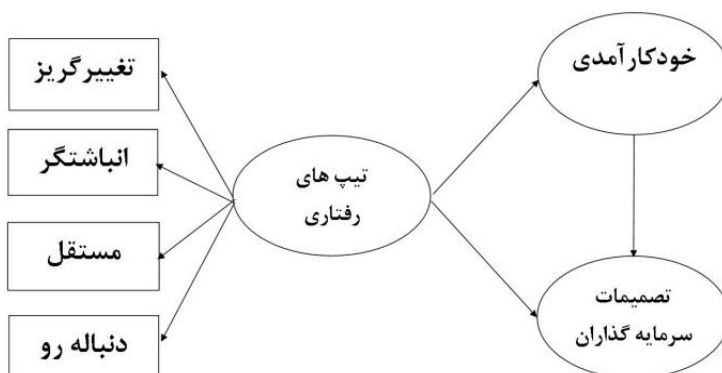 خودکارآمدی
تصمیمات
سرمایه گذاران
تیپ های
رفتاری
تغییرگریز
انباشتگر
مستقل
دنباله رو